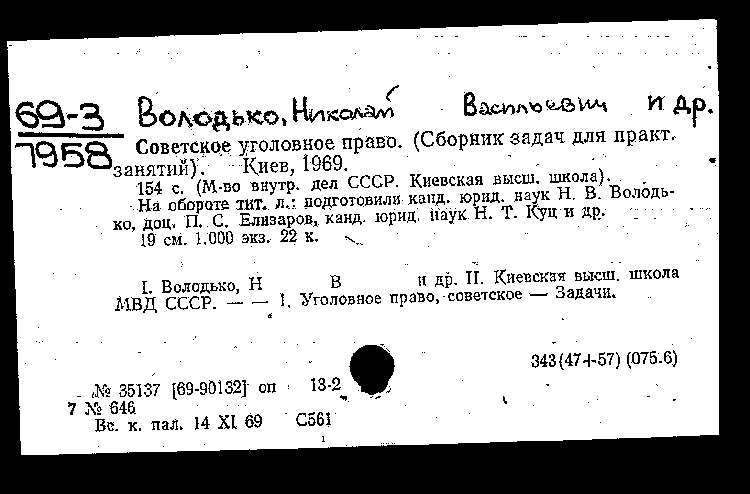 69-3
7958
Володько, Николай Васильевич и др.
Советское уголовное право. (Сборник задач для практ.
занятий). Киев, 1969.
154 с. (М-во внутр. дел СССР. Киевская высш. школа).
На обороте тит. л.: подготовили канд. юрид. наук Н. В. Володь-
ко, доц. П. С. Елизаров, канд. юрид. наук Н. Т. Куц и др.
19 см. 1.000 экз. 22 к.
I. Володько, Н В и др. II. Киевская высш. школа
МВД СССР. — — 1. Уголовное право, советское — Задачи.
343(47+57) (075.6)
№ 35137 [69-90132] оп 13-2
7 № 646
Вс. к. пал. 14 XI 69 С561
1